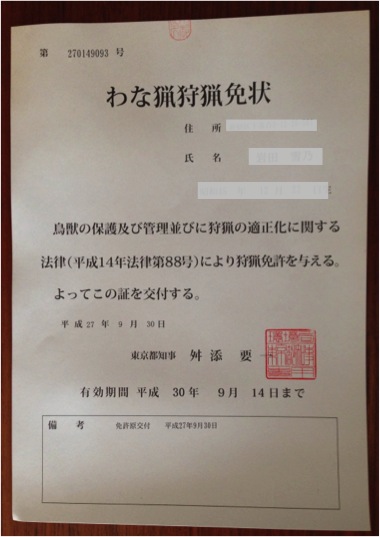 第 270149093 号
わな猟狩猟免状
住 所
氏 名
鳥獣の保護及び管理並びに狩猟の適正化に関する
法律(平成14年法律第88号)により狩猟免許を与える。
よってこの証を交付する。
平成 27 年 9 月 30 日
東京都知事 舛 添 要 一
有効期間 平成 30 年 9 月 14 日まで
備 考 免許原交付 平成27年9月30日